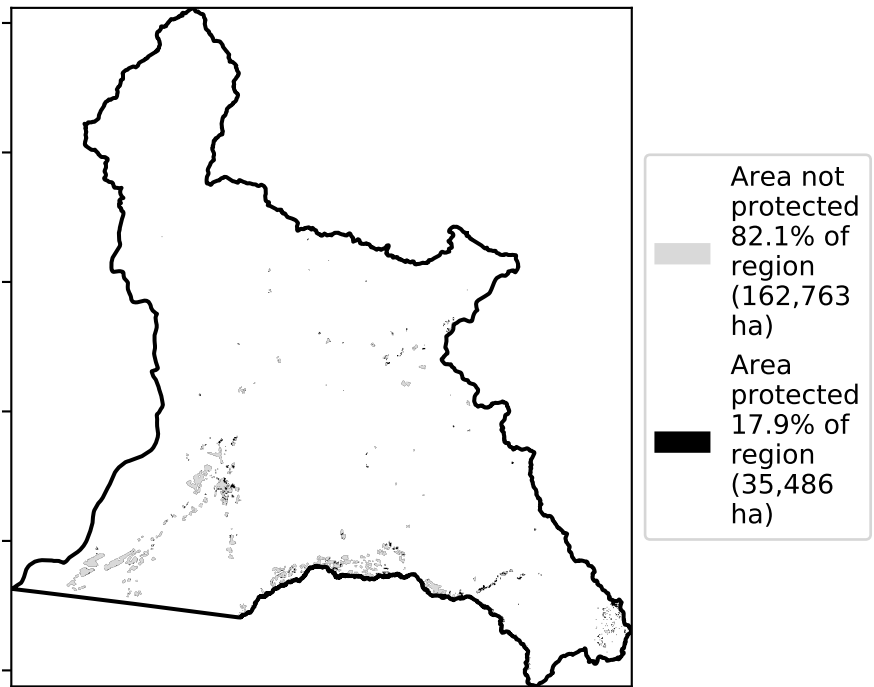 Area not
protected
82.1% of
region
(162,763
ha)
Area
protected
17.9% of
region
(35,486
ha)